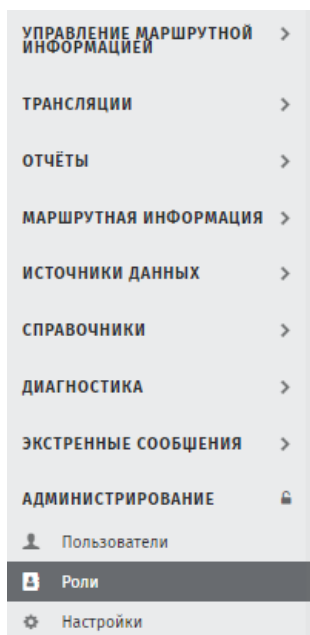 УПРАВЛЕНИЕ МАРШРУТНОЙ
ИНФОРМАЦИЕЙ
ТРАНСЛЯЦИИ
ОТЧЁТЫ
МАРШРУТНАЯ ИНФОРМАЦИЯ
ИСТОЧНИКИ ДАННЫХ
СПРАВОЧНИКИ
ДИАГНОСТИКА
ЭКСТРЕННЫЕ СООБЩЕНИЯ
АДМИНИСТРИРОВАНИЕ
Пользователи
Роли
Настройки